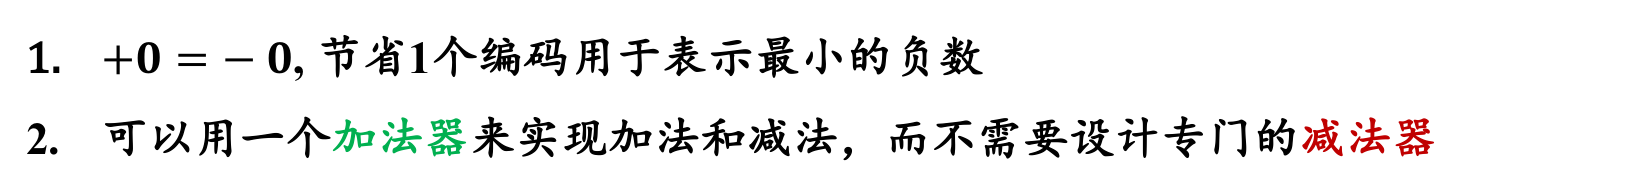 1. +0 = − 0, 节省1个编码用于表示最小的负数
2. 可以用一个加法器来实现加法和减法，而不需要设计专门的减法器